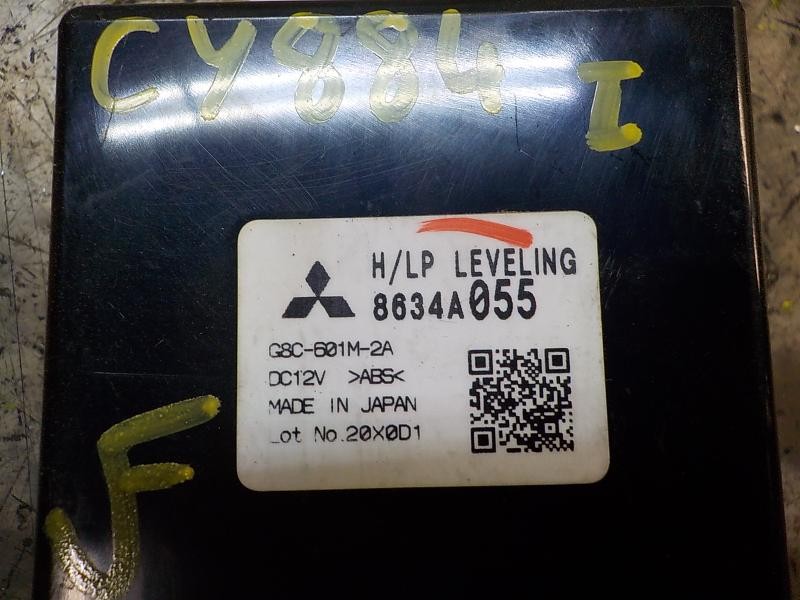 CY884 I
H/LP LEVELING
8634A055
G8C-601M-2A
DC12V >ABS<
MADE IN JAPAN
Lot No.20X0D1